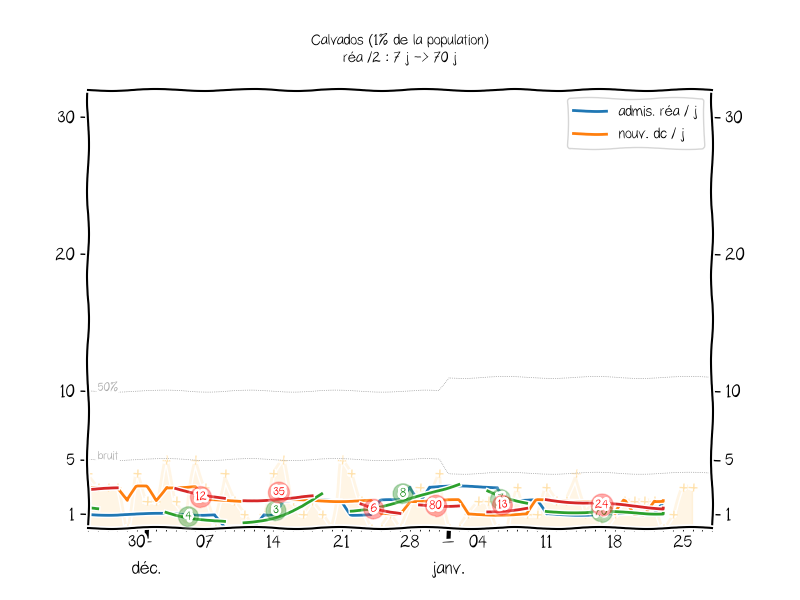 Calvados (1% de la population)
réa /2 : 7 j -> 70 j
admis. réa / j
nouv. dc / j
30 30
20 20
10 10
50%
5 5
bruit
1 1
12 35 8 80 13 24
4 3 6
30 07 14 21 28 04 11 18 25
déc. janv.